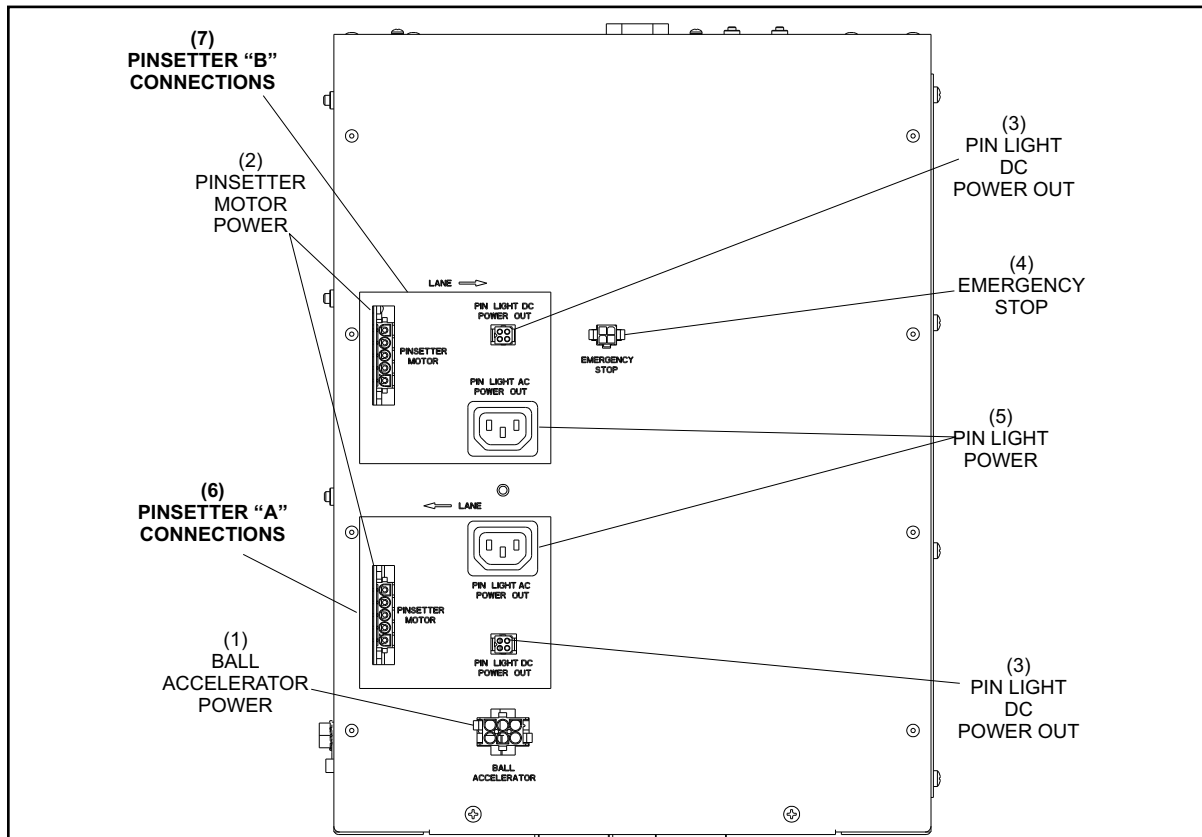 (7)
PINSETTER “B”
CONNECTIONS
(2)
PINSETTER
MOTOR
POWER
(3)
PIN LIGHT
DC
POWER OUT
(4)
EMERGENCY
STOP
LANE
PIN LIGHT DC
POWER OUT
PINSETTER
MOTOR
EMERGENCY
STOP
PIN LIGHT AC
POWER OUT
(5)
PIN LIGHT
POWER
(6)
PINSETTER “A”
CONNECTIONS
LANE
PIN LIGHT AC
POWER OUT
PINSETTER
MOTOR
PIN LIGHT DC
POWER OUT
(1)
BALL
ACCELERATOR
POWER
(3)
PIN LIGHT
DC
POWER OUT
BALL
ACCELERATOR